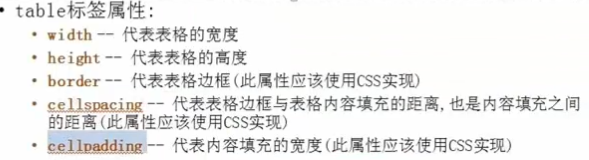 • table标签属性:
• width -- 代表表格的宽度
• height -- 代表表格的高度
• border -- 代表表格边框(此属性应该使用CSS实现)
• cellspacing -- 代表表格边框与表格内容填充的距离,也是内容填充之间
的距离(此属性应该使用CSS实现)
• cellpadding -- 代表内容填充的宽度(此属性应该使用CSS实现)